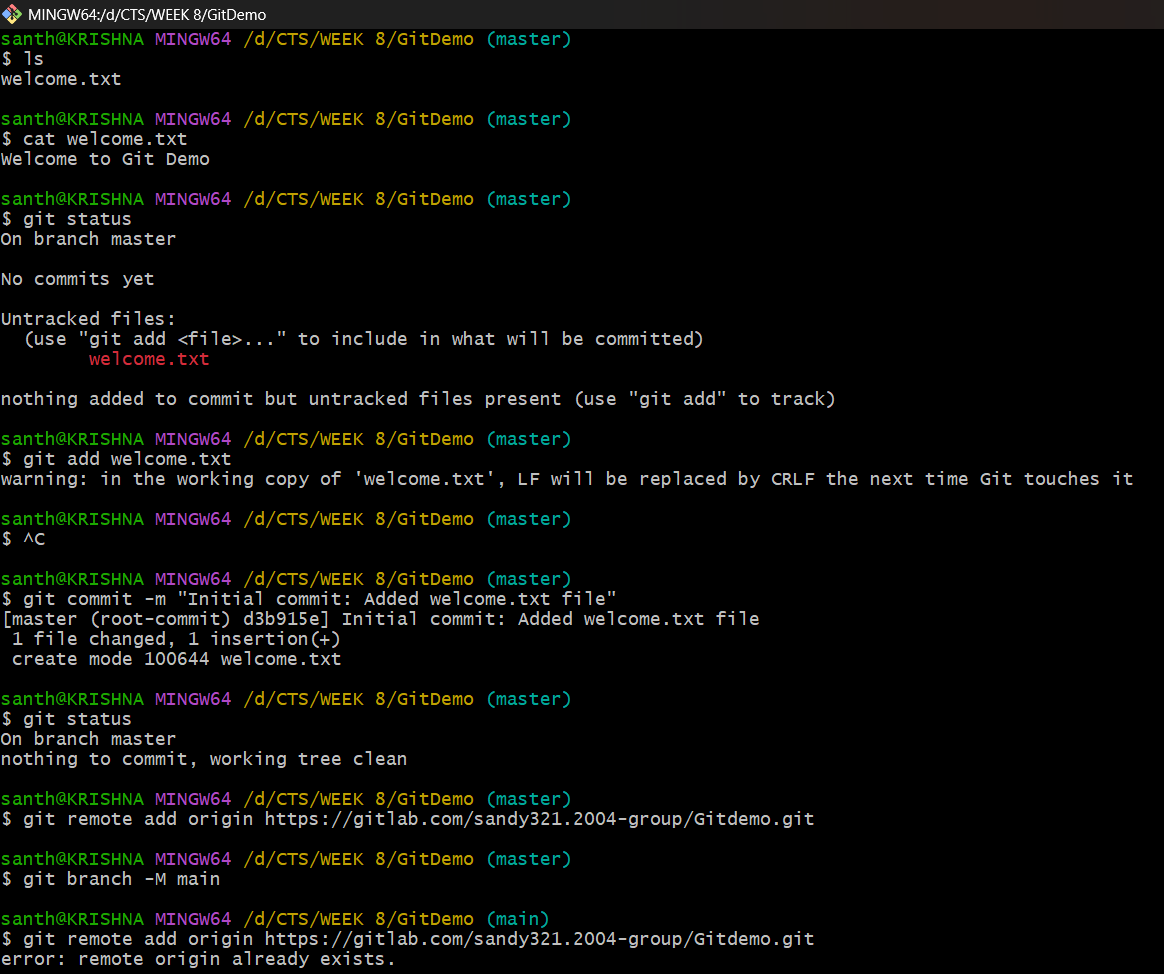 MINGW64:/d/CTS/WEEK 8/GitDemo
santh@KRISHNA MINGW64 /d/CTS/WEEK 8/GitDemo (master)
$ ls
welcome.txt
santh@KRISHNA MINGW64 /d/CTS/WEEK 8/GitDemo (master)
$ cat welcome.txt
Welcome to Git Demo
santh@KRISHNA MINGW64 /d/CTS/WEEK 8/GitDemo (master)
$ git status
On branch master
No commits yet
Untracked files:
  (use "git add <file>..." to include in what will be committed)
        welcome.txt
nothing added to commit but untracked files present (use "git add" to track)
santh@KRISHNA MINGW64 /d/CTS/WEEK 8/GitDemo (master)
$ git add welcome.txt
warning: in the working copy of 'welcome.txt', LF will be replaced by CRLF the next time Git touches it
santh@KRISHNA MINGW64 /d/CTS/WEEK 8/GitDemo (master)
$ ^C
santh@KRISHNA MINGW64 /d/CTS/WEEK 8/GitDemo (master)
$ git commit -m "Initial commit: Added welcome.txt file"
[master (root-commit) d3b915e] Initial commit: Added welcome.txt file
 1 file changed, 1 insertion(+)
 create mode 100644 welcome.txt
santh@KRISHNA MINGW64 /d/CTS/WEEK 8/GitDemo (master)
$ git status
On branch master
nothing to commit, working tree clean
santh@KRISHNA MINGW64 /d/CTS/WEEK 8/GitDemo (master)
$ git remote add origin https://gitlab.com/sandy321.2004-group/Gitdemo.git
santh@KRISHNA MINGW64 /d/CTS/WEEK 8/GitDemo (master)
$ git branch -M main
santh@KRISHNA MINGW64 /d/CTS/WEEK 8/GitDemo (main)
$ git remote add origin https://gitlab.com/sandy321.2004-group/Gitdemo.git
error: remote origin already exists.